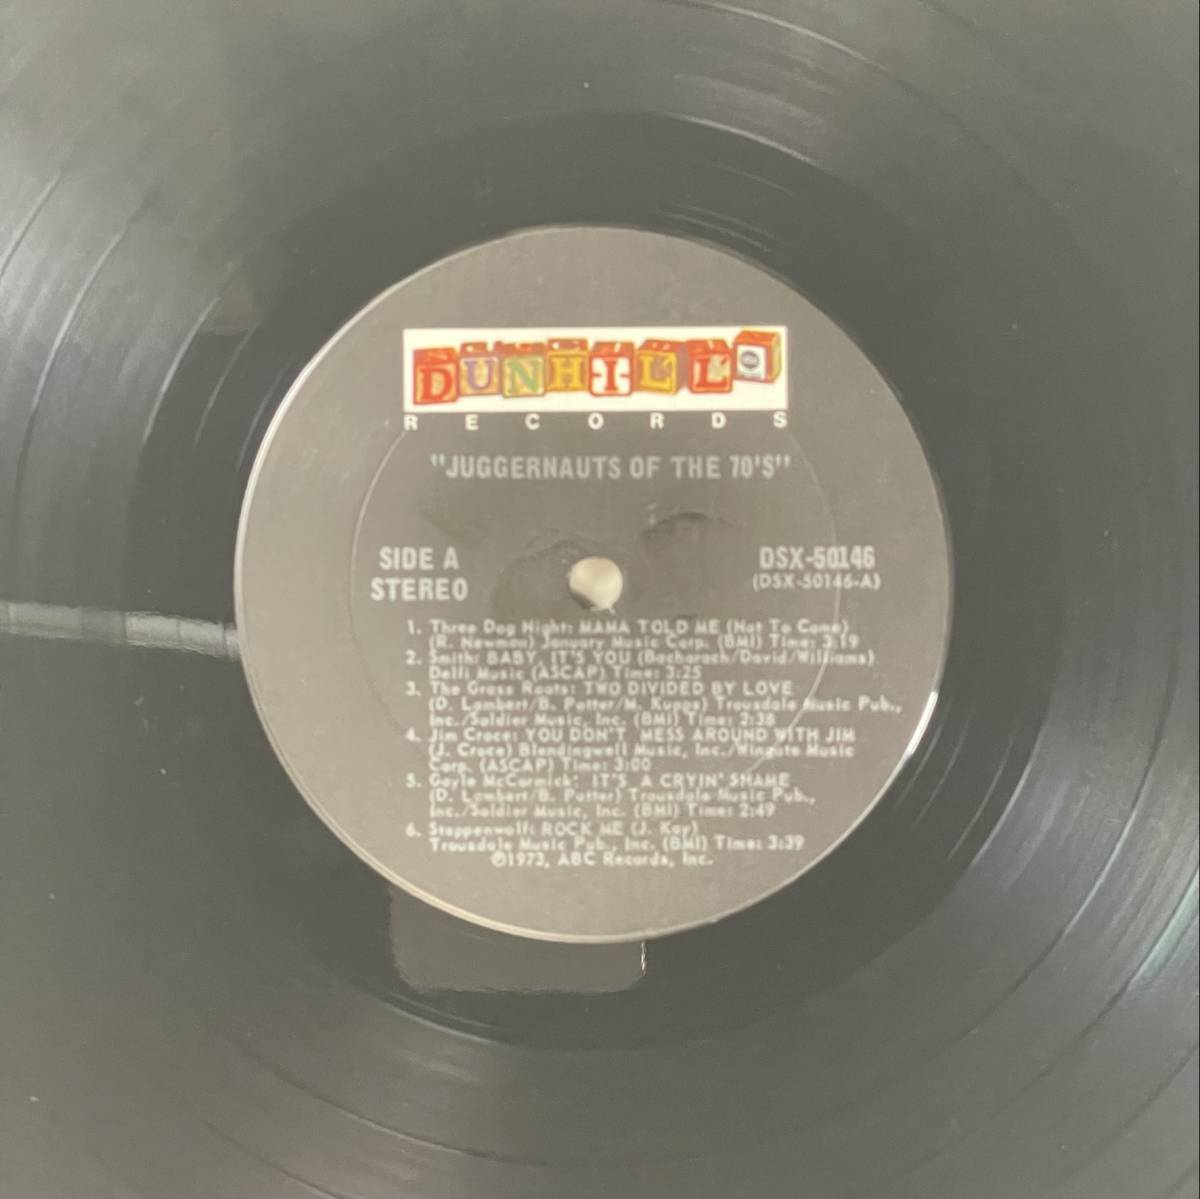 DUNHILL abc
RECORDS
"JUGGERNAUTS OF THE 70'S"
SIDE A
STEREO
DSX-50146
(DSX-50146-A)
1. Three Dog Night: MAMA TOLD ME (Not To Come)
(R. Newman) January Music Corp. (BMI) Time: 3:19
2. Smith: BABY, IT'S YOU (Bacharach/David/Williams)
Delfi Music (ASCAP) Time: 3:25
3. The Grass Roots: TWO DIVIDED BY LOVE
(D. Lambert/B. Potter/M. Kupps) Trousdale Music Pub.,
Inc./Soldier Music, Inc. (BMI) Time: 2:38
4. Jim Croce: YOU DON'T MESS AROUND WITH JIM
(J. Croce) Blendingwell Music, Inc./Wingate Music
Corp. (ASCAP) Time: 3:00
5. Gayle McCormick: IT'S A CRYIN' SHAME
(D. Lambert/B. Potter) Trousdale Music Pub.,
Inc./Soldier Music, Inc. (BMI) Time: 2:49
6. Steppenwolf: ROCK ME (J. Kay)
Trousdale Music Pub., Inc. (BMI) Time: 3:39
℗1973, ABC Records, Inc.